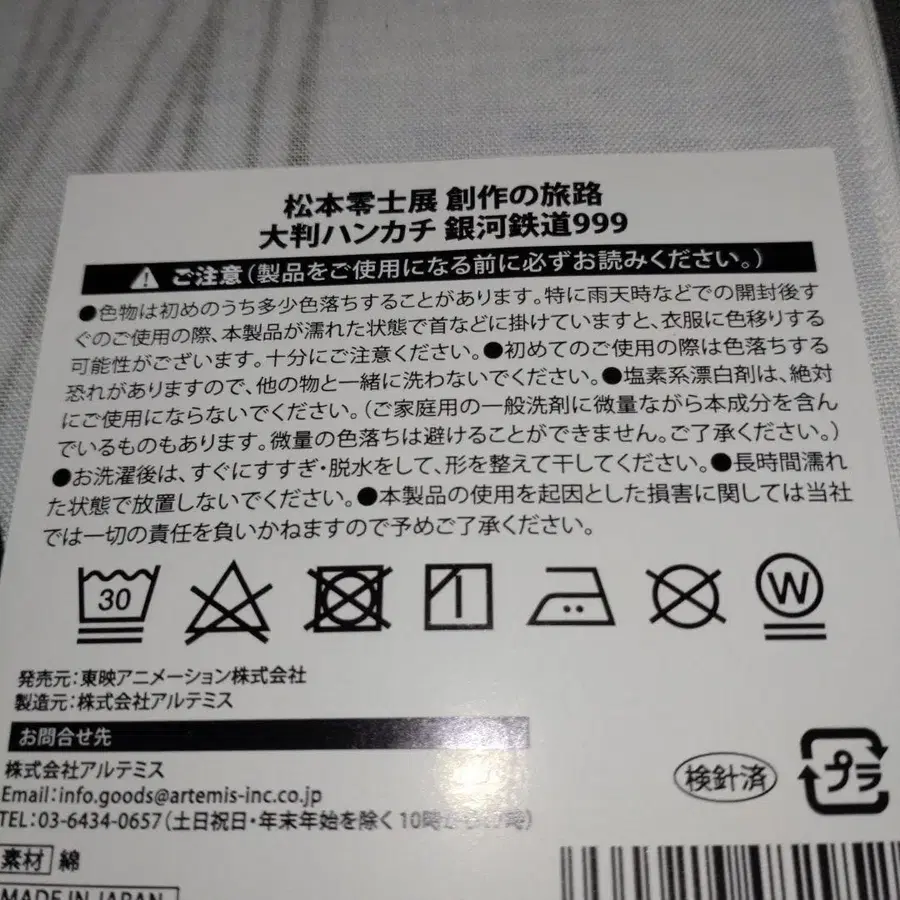 松本零士展 創作の旅路
大判ハンカチ 銀河鉄道999
ご注意(製品をご使用になる前に必ずお読みください。)
●色物は初めのうち多少色落ちすることがあります。特に雨天時などでの開封後す
ぐのご使用の際、本製品が濡れた状態で首などに掛けていますと、衣服に色移りする
可能性がございます。十分にご注意ください。●初めてのご使用の際は色落ちする
恐れがありますので、他の物と一緒に洗わないでください。●塩素系漂白剤は、絶対
にご使用にならないでください。(ご家庭用の一般洗剤に微量ながら本成分を含ん
でいるものもあります。微量の色落ちは避けることができません。ご了承ください。)
●お洗濯後は、すぐにすすぎ・脱水をして、形を整えて干してください。●長時間濡れ
た状態で放置しないでください。●本製品の使用を起因とした損害に関しては当社
では一切の責任を負いかねますので予めご了承ください。
30
W
発売元:東映アニメーション株式会社
製造元:株式会社アルテミス
お問合せ先
株式会社アルテミス
Email:info.goods@artemis-inc.co.jp
TEL:03-6434-0657(土日祝日・年末年始を除く10時
検針済
プラ
素材 綿
MADE IN JAPAN